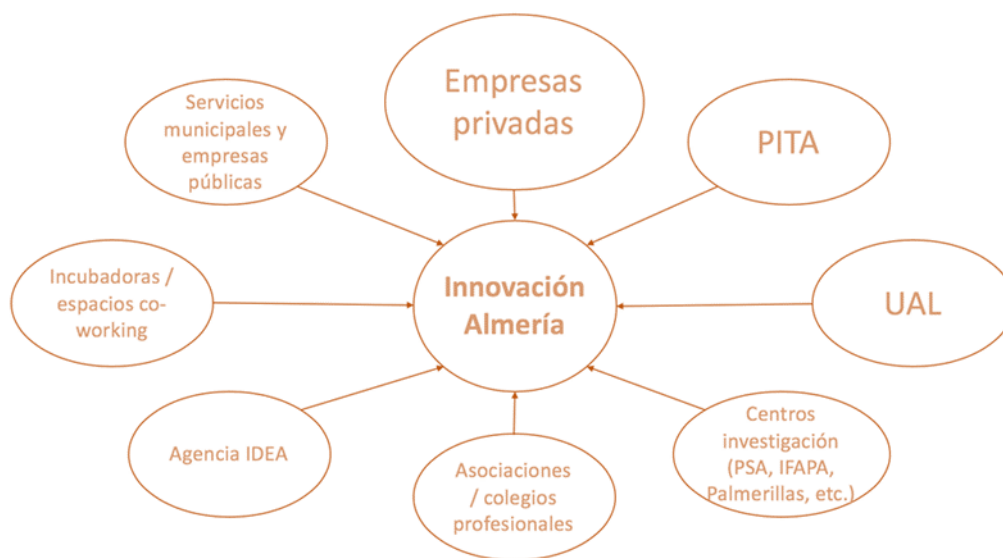 Empresas
privadas
Servicios
municipales y
empresas
públicas
PITA
Incubadoras /
espacios co-
working
Innovación
Almería
UAL
Agencia IDEA
Asociaciones
/ colegios
profesionales
Centros
investigación
(PSA, IFAPA,
Palmerillas, etc.)